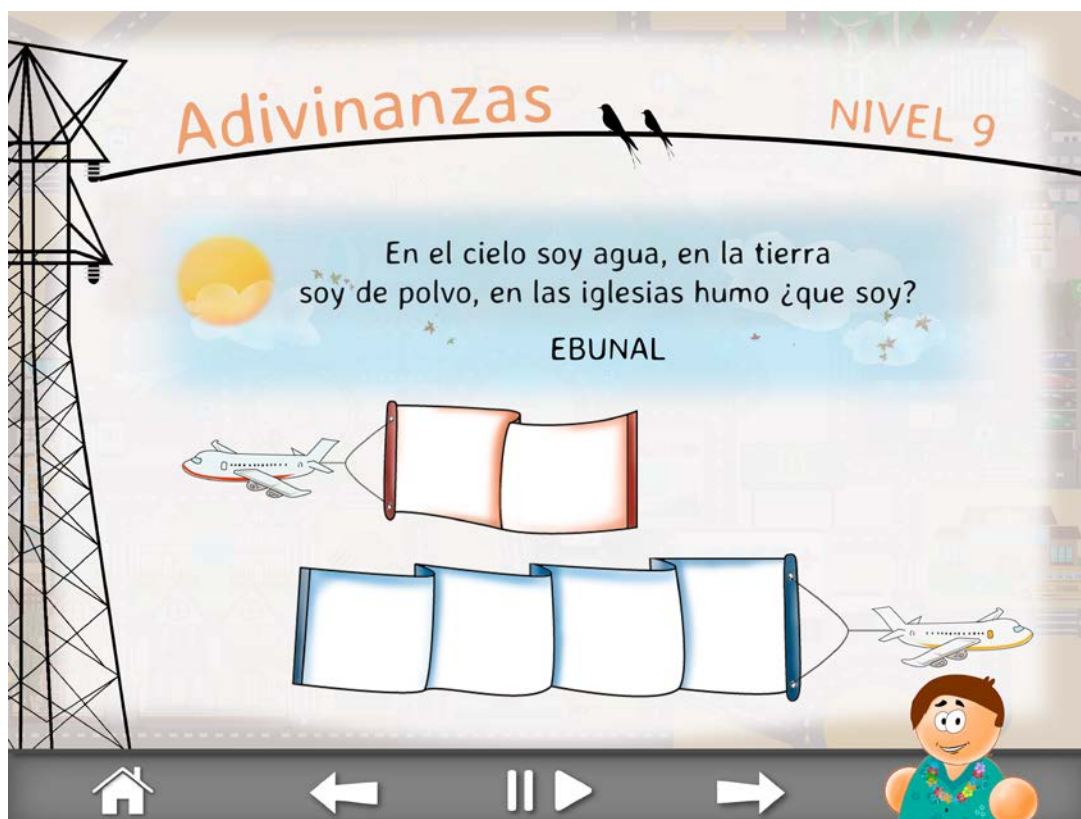 Adivinanzas
NIVEL 9
En el cielo soy agua, en la tierra
soy de polvo, en las iglesias humo ¿que soy?
EBUNAL